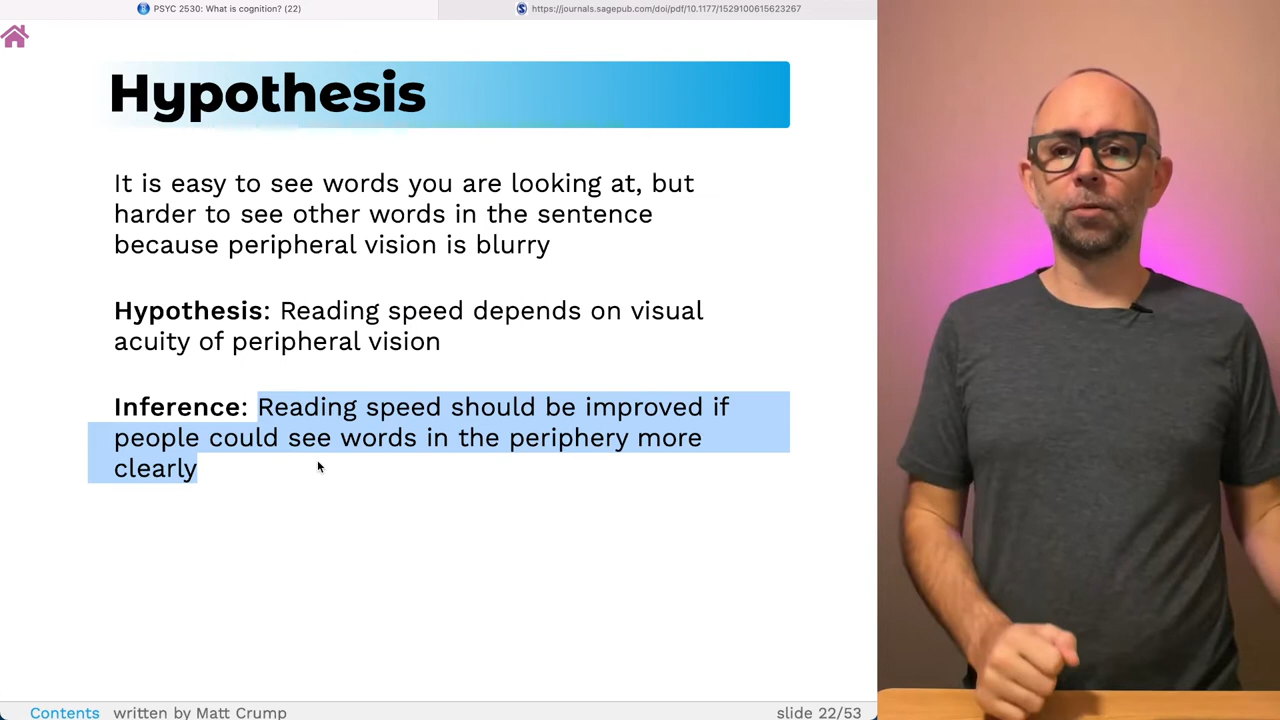 PSYC 2530: What is cognition? (22)
https://journals.sagepub.com/doi/pdf/10.1177/1529100615623267
Hypothesis
It is easy to see words you are looking at, but
harder to see other words in the sentence
because peripheral vision is blurry
Hypothesis: Reading speed depends on visual
acuity of peripheral vision
Inference: Reading speed should be improved if
people could see words in the periphery more
clearly
Contents written by Matt Crump
slide 22/53